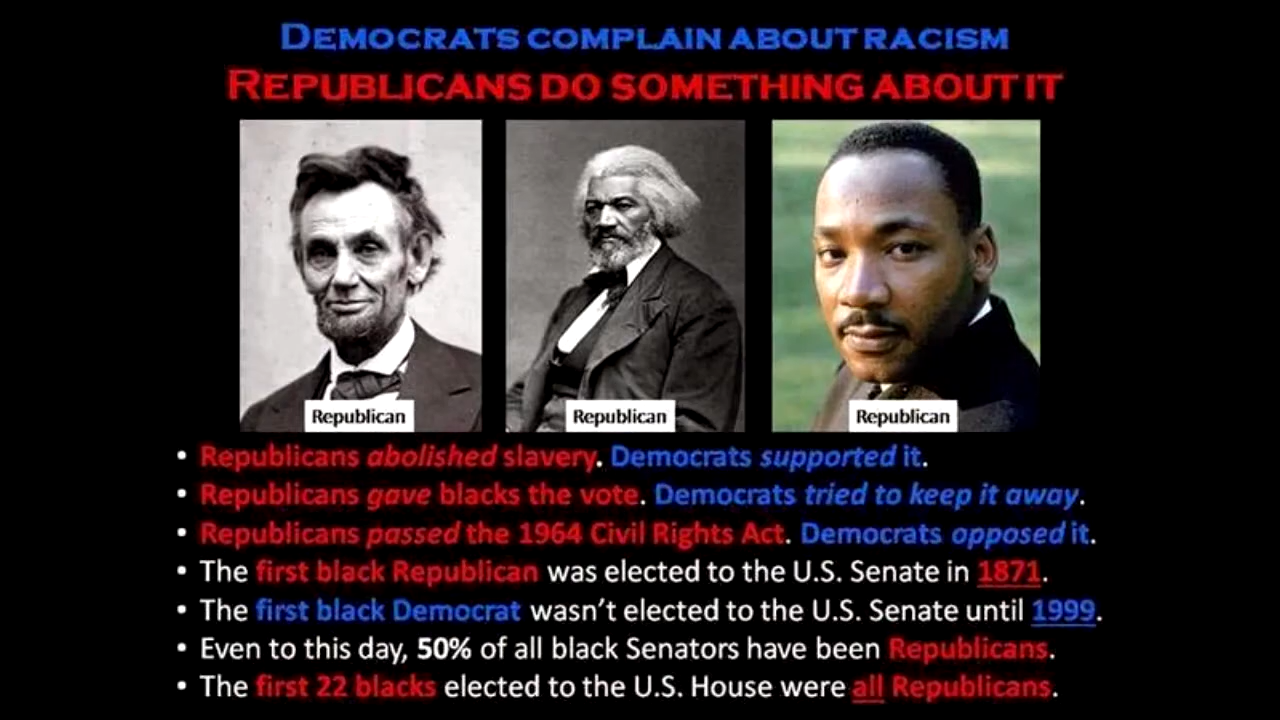 DEMOCRATS COMPLAIN ABOUT RACISM
REPUBLICANS DO SOMETHING ABOUT IT
Republican
Republican
Republican
• Republicans abolished slavery. Democrats supported it.
• Republicans gave blacks the vote. Democrats tried to keep it away.
• Republicans passed the 1964 Civil Rights Act. Democrats opposed it.
• The first black Republican was elected to the U.S. Senate in 1871.
• The first black Democrat wasn't elected to the U.S. Senate until 1999.
• Even to this day, 50% of all black Senators have been Republicans.
• The first 22 blacks elected to the U.S. House were all Republicans.